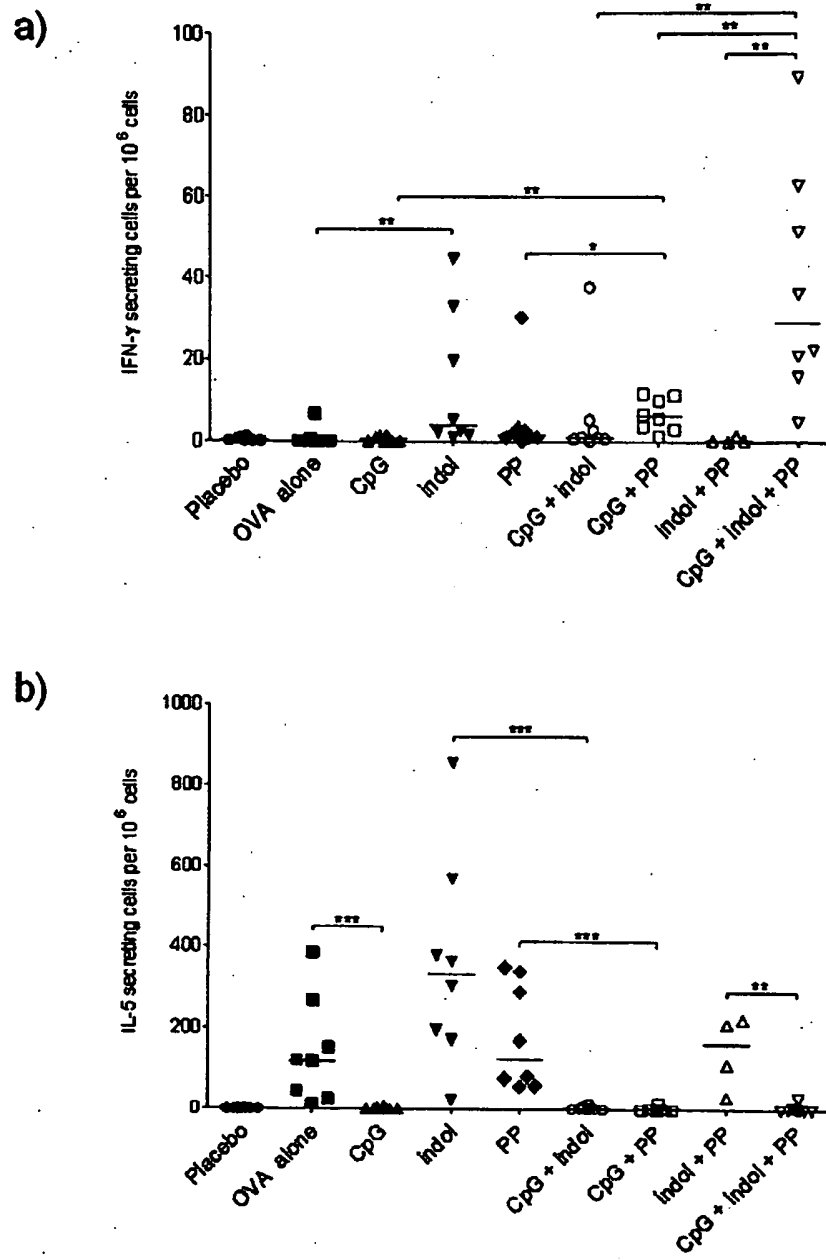 a)
IFN-γ secreting cells per 10⁶ cells
100
80
60
40
20
0
**
**
**
**
**
*
Placebo
OVA alone
CpG
Indol
PP
CpG + Indol
CpG + PP
Indol + PP
CpG + Indol + PP
b)
IL-5 secreting cells per 10⁶ cells
1000
800
600
400
200
0
***
***
***
**
Placebo
OVA alone
CpG
Indol
PP
CpG + Indol
CpG + PP
Indol + PP
CpG + Indol + PP